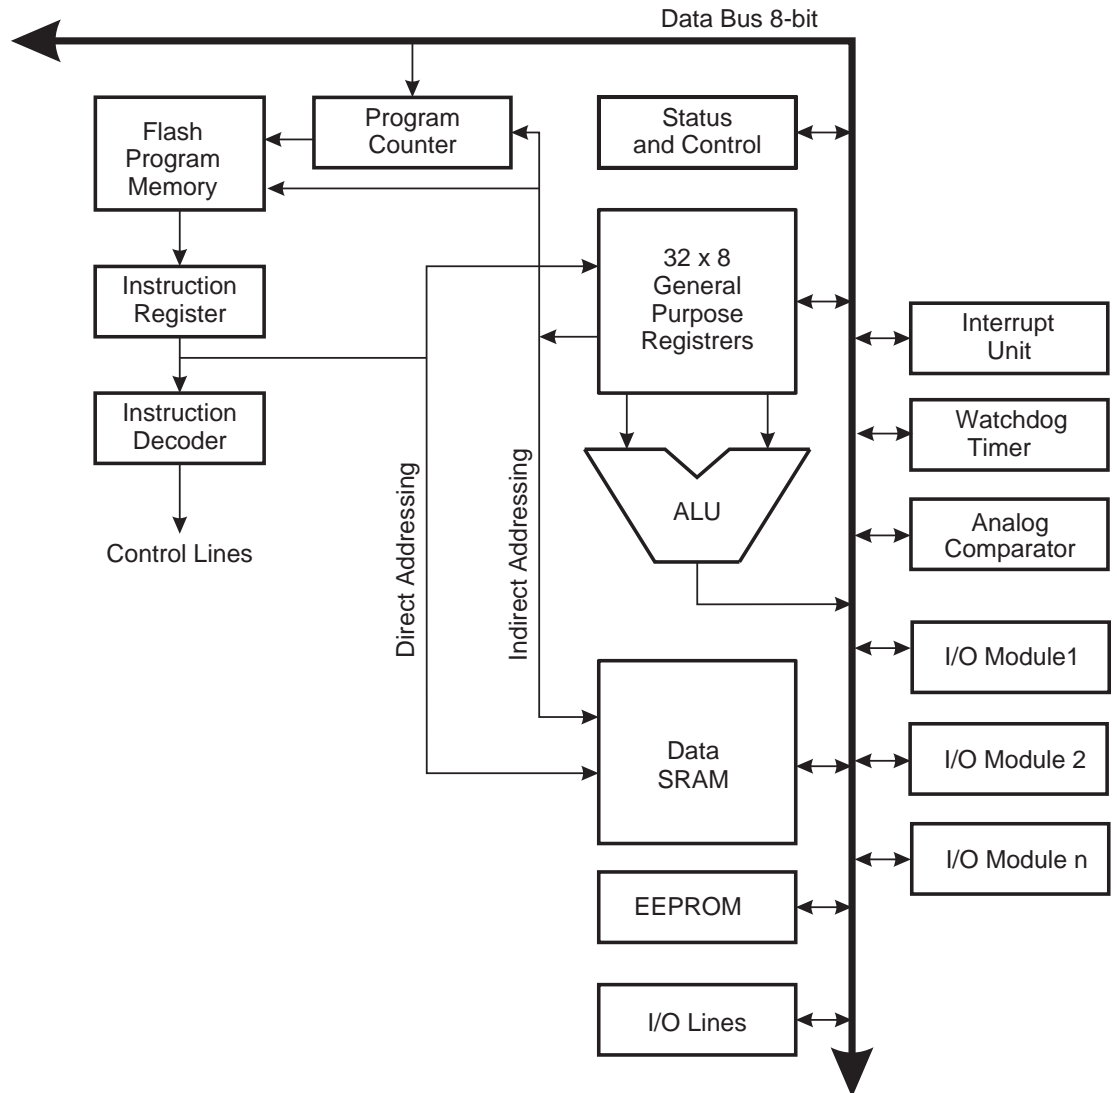 Data Bus 8-bit
Flash
Program
Memory
Program
Counter
Status
and Control
32 x 8
General
Purpose
Registrers
Instruction
Register
Instruction
Decoder
Control Lines
Direct Addressing
Indirect Addressing
ALU
Interrupt
Unit
Watchdog
Timer
Analog
Comparator
I/O Module1
Data
SRAM
I/O Module 2
I/O Module n
EEPROM
I/O Lines